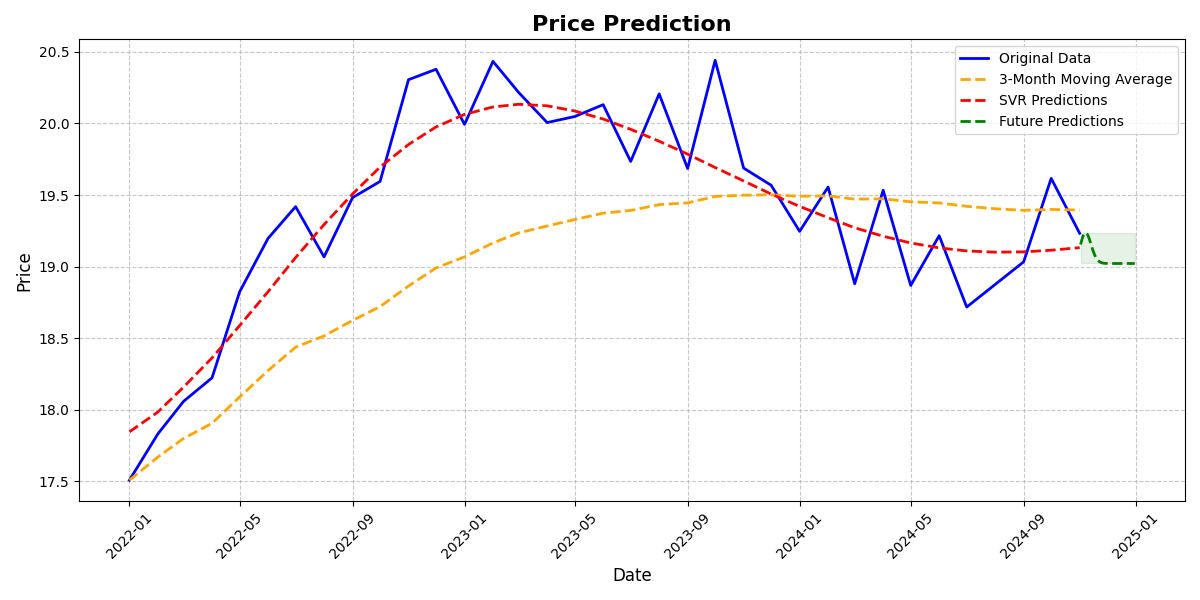 Price Prediction
Original Data
3-Month Moving Average
SVR Predictions
Future Predictions
Price
20.5
20.0
19.5
19.0
18.5
18.0
17.5
2022-01
2022-05
2022-09
2023-01
2023-05
2023-09
2024-01
2024-05
2024-09
2025-01
Date